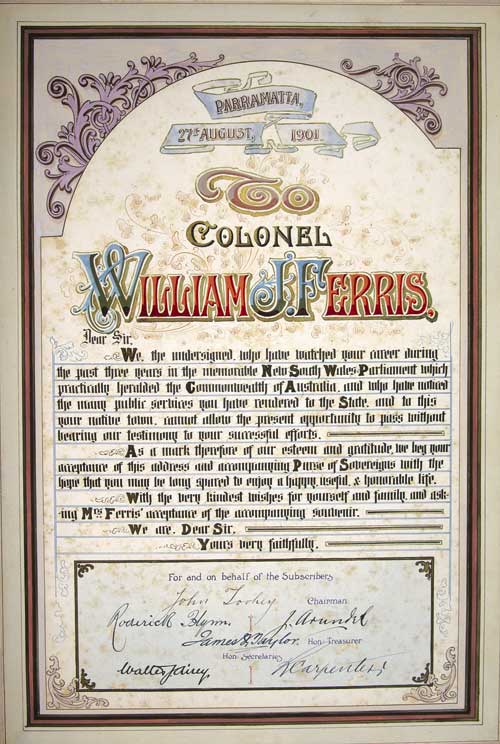 PARRAMATTA,
27th AUGUST, 1901
To
COLONEL
WILLIAM J. FERRIS,
Dear Sir,
We, the undersigned, who have watched your career during
the past three years in the memorable New South Wales Parliament which
practically heralded the Commonwealth of Australia, and who have noticed
the many public services you have rendered to the State, and to this
your native town, cannot allow the present opportunity to pass without
bearing our testimony to your successful efforts.
As a mark therefore of our esteem and gratitude, we beg your
acceptance of this address and accompanying Purse of Sovereigns with the
hope that you may be long spared to enjoy a happy, useful, & honorable life.
With the very kindest wishes for yourself and family, and ask-
ing Mrs Ferris' acceptance of the accompanying souvenir.
We are, Dear Sir,
Your's very faithfully,
For and on behalf of the Subscribers
John Toohey Chairman
Roderick Flynn. J. Arundel
James D. Taylor. Hon. Treasurer
Hon. Secretaries
Walter J. W. Carpenter